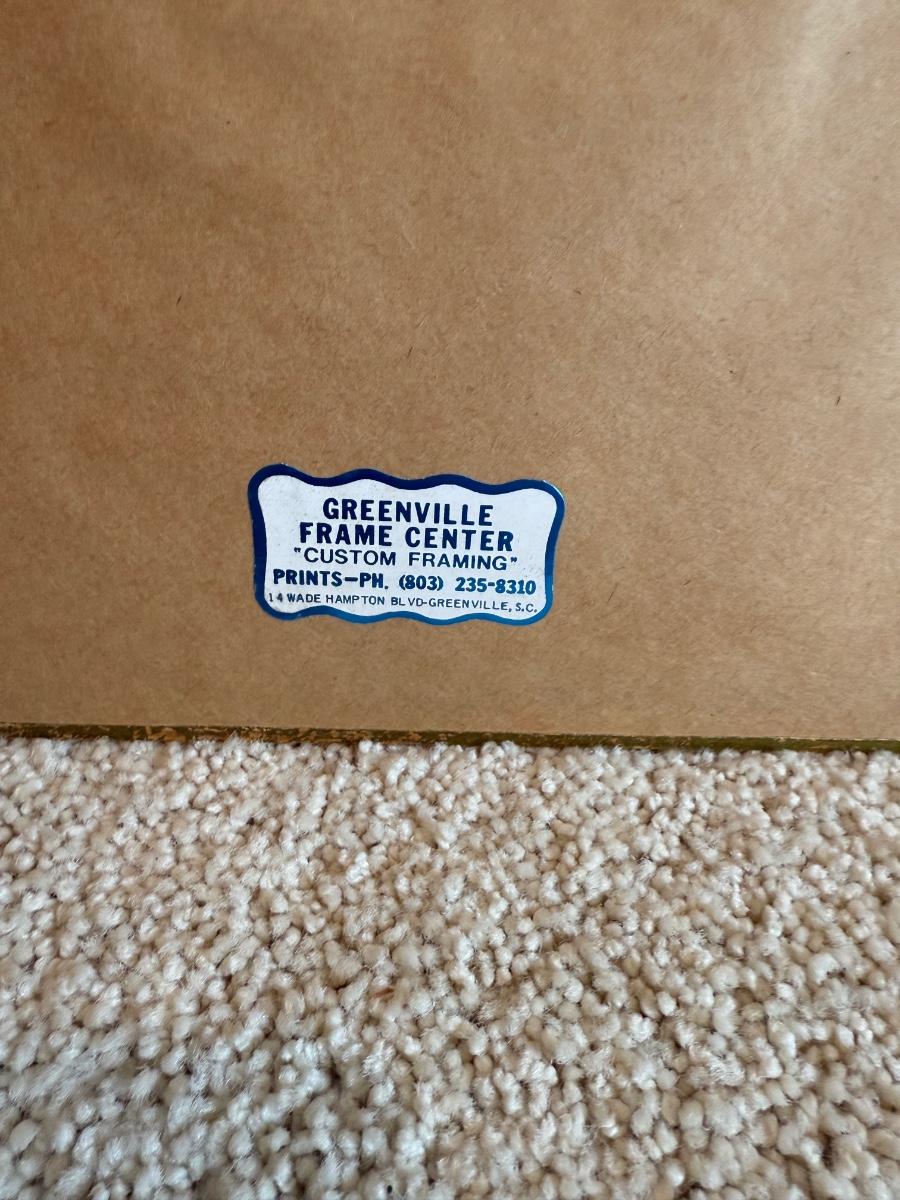 GREENVILLE
FRAME CENTER
"CUSTOM FRAMING"
PRINTS—PH. (803) 235-8310
14 WADE HAMPTON BLVD-GREENVILLE, S.C.